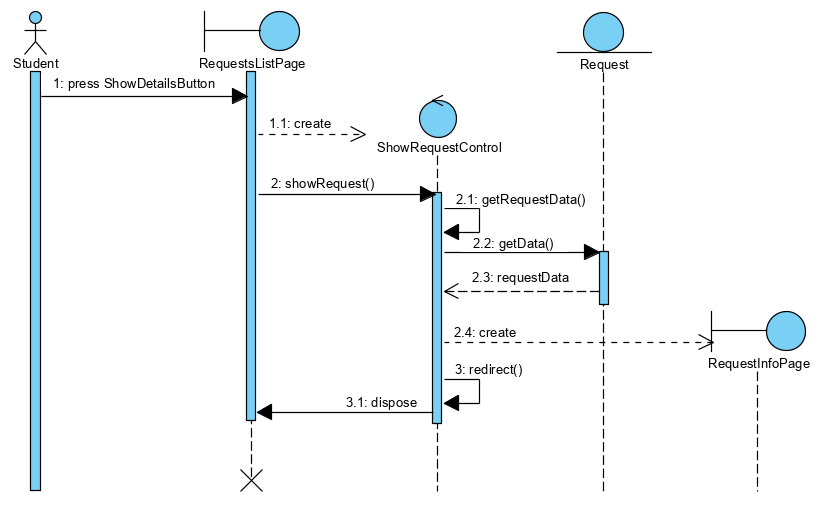 Student
RequestsListPage
Request
1: press ShowDetailsButton
1.1: create
ShowRequestControl
2: showRequest()
2.1: getRequestData()
2.2: getData()
2.3: requestData
2.4: create
RequestInfoPage
3: redirect()
3.1: dispose